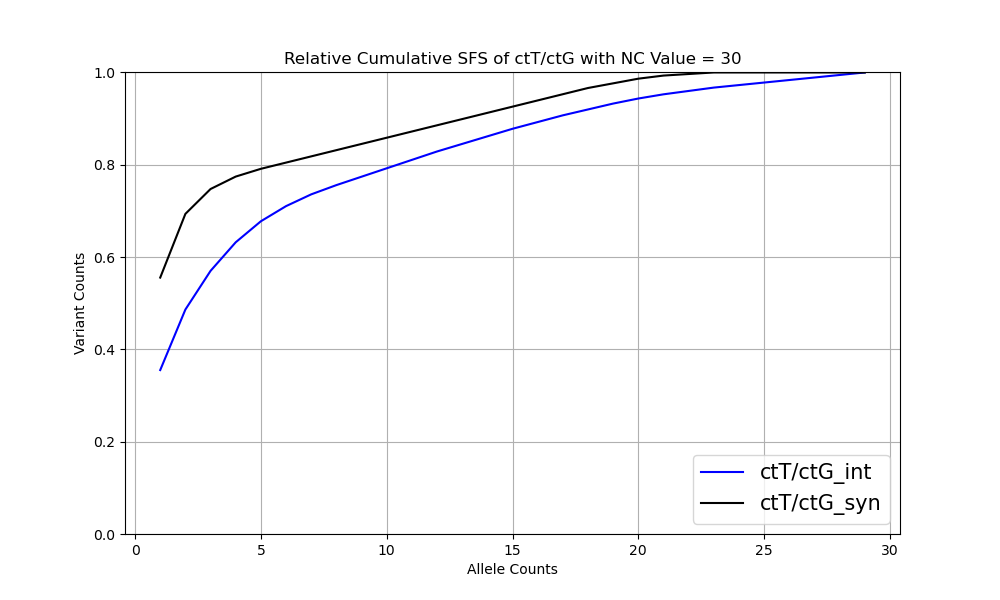 Relative Cumulative SFS of ctT/ctG with NC Value = 30
1.0
0.8
0.6
0.4
0.2
0.0
Variant Counts
0 5 10 15 20 25 30
Allele Counts
ctT/ctG_int
ctT/ctG_syn